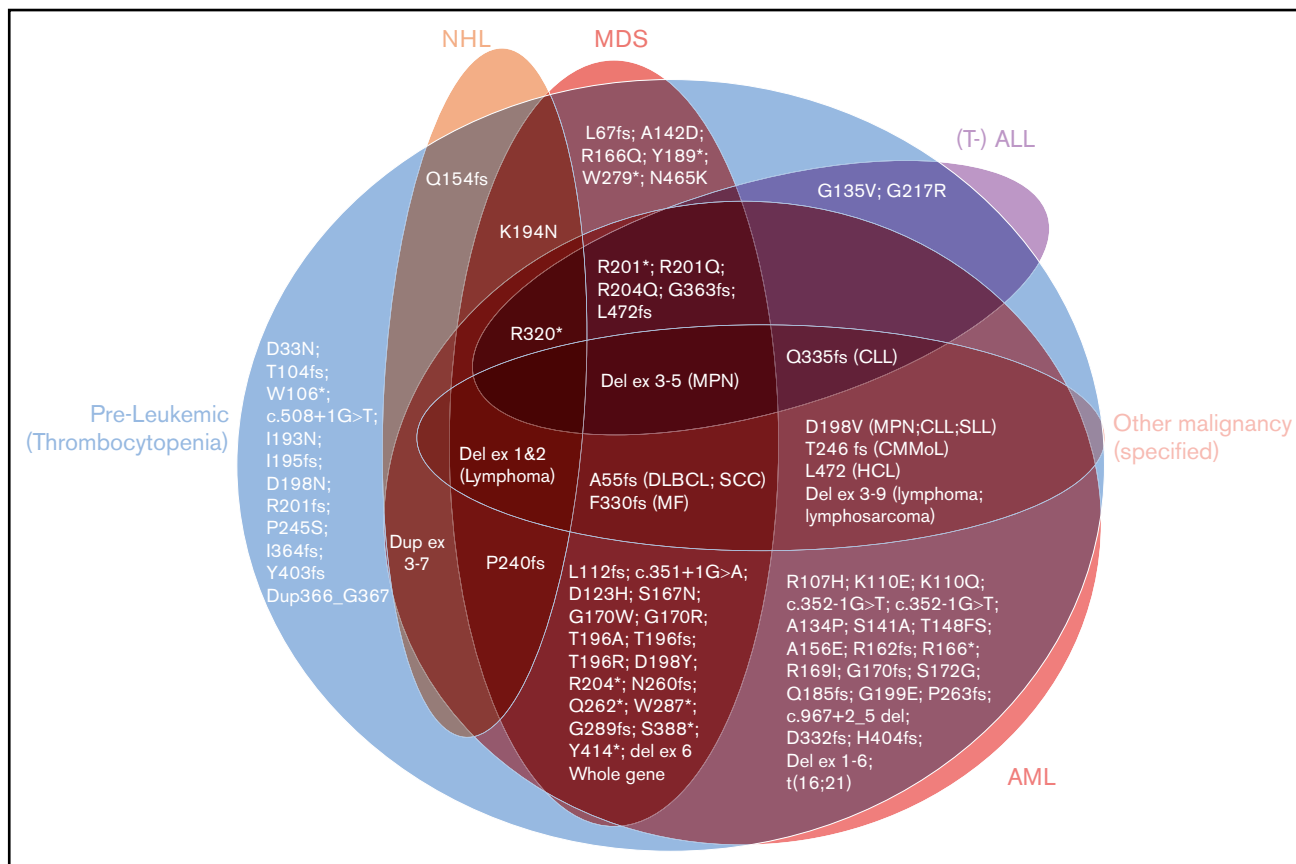 NHL
MDS
(T-) ALL
L67fs; A142D;
R166Q; Y189*;
W279*; N465K
Q154fs
G135V; G217R
K194N
R201*; R201Q;
R204Q; G363fs;
L472fs
R320*
Q335fs (CLL)
Del ex 3-5 (MPN)
D33N;
T104fs;
W106*;
c.508+1G>T;
I193N;
I195fs;
D198N;
R201fs;
P245S;
I364fs;
Y403fs
Dup366_G367
Pre-Leukemic
(Thrombocytopenia)
Other malignancy
(specified)
D198V (MPN;CLL;SLL)
T246 fs (CMMoL)
L472 (HCL)
Del ex 3-9 (lymphoma;
lymphosarcoma)
Del ex 1&2
(Lymphoma)
A55fs (DLBCL; SCC)
F330fs (MF)
Dup ex
3-7
P240fs
L112fs; c.351+1G>A;
D123H; S167N;
G170W; G170R;
T196A; T196fs;
T196R; D198Y;
R204*; N260fs;
Q262*; W287*;
G289fs; S388*;
Y414*; del ex 6
Whole gene
R107H; K110E; K110Q;
c.352-1G>T; c.352-1G>T;
A134P; S141A; T148FS;
A156E; R162fs; R166*;
R169I; G170fs; S172G;
Q185fs; G199E; P263fs;
c.967+2_5 del;
D332fs; H404fs;
Del ex 1-6;
t(16;21)
AML